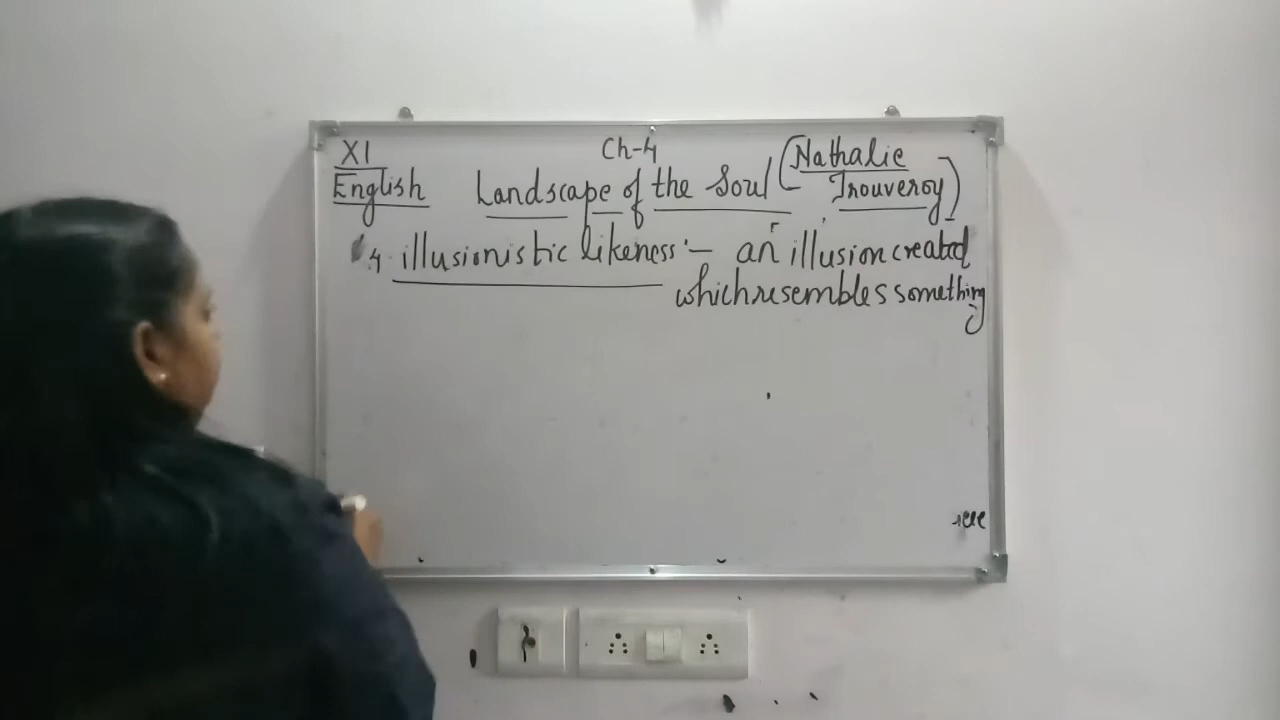 XI
English
Ch-4
Landscape of the Soul (Nathalie
Trouveroy)
4. illusionistic likeness :- an illusion created
which resembles something